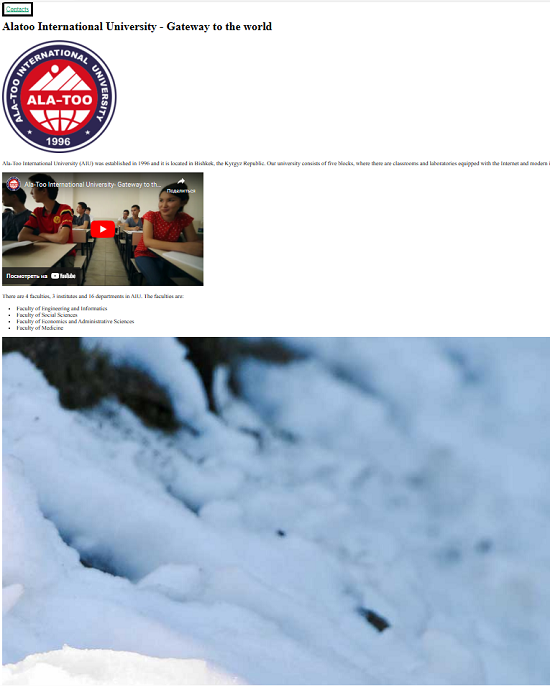 Contacts
Alatoo International University - Gateway to the world
ALA-TOO INTERNATIONAL UNIVERSITY
ALA-TOO
1996
Ala-Too International University (AIU) was established in 1996 and it is located in Bishkek, the Kyrgyz Republic. Our university consists of five blocks, where there are classrooms and laboratories equipped with the Internet and modern
Ala-Too International University- Gateway to th...
Поделиться
Посмотреть на YouTube
There are 4 faculties, 3 institutes and 16 departments in AIU. The faculties are:
Faculty of Engineering and Informatics
Faculty of Social Sciences
Faculty of Economics and Administrative Sciences
Faculty of Medicine